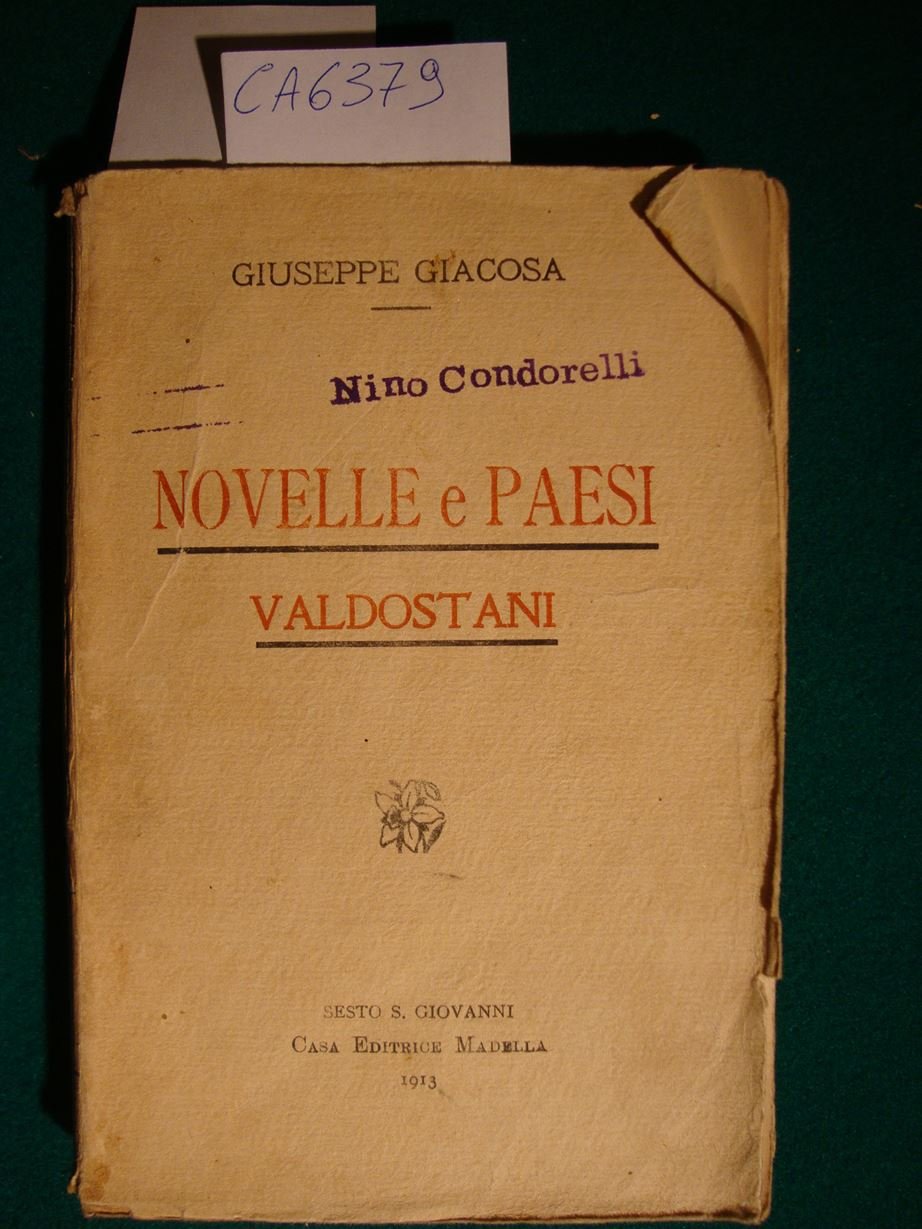 CA6379
GIUSEPPE GIACOSA
Nino Condorelli
NOVELLE e PAESI
VALDOSTANI
SESTO S. GIOVANNI
CASA EDITRICE MADELLA
1913